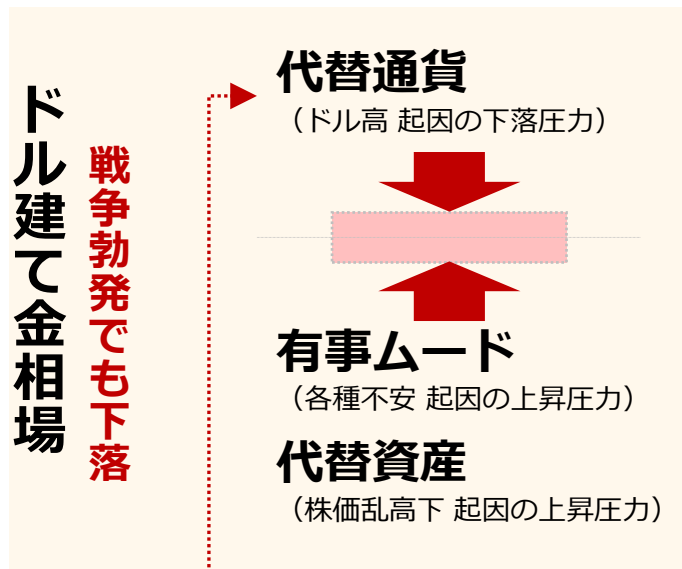 ドル建て金相場
戦争勃発でも下落
代替通貨
（ドル高 起因の下落圧力）
有事ムード
（各種不安 起因の上昇圧力）
代替資産
（株価乱高下 起因の上昇圧力）